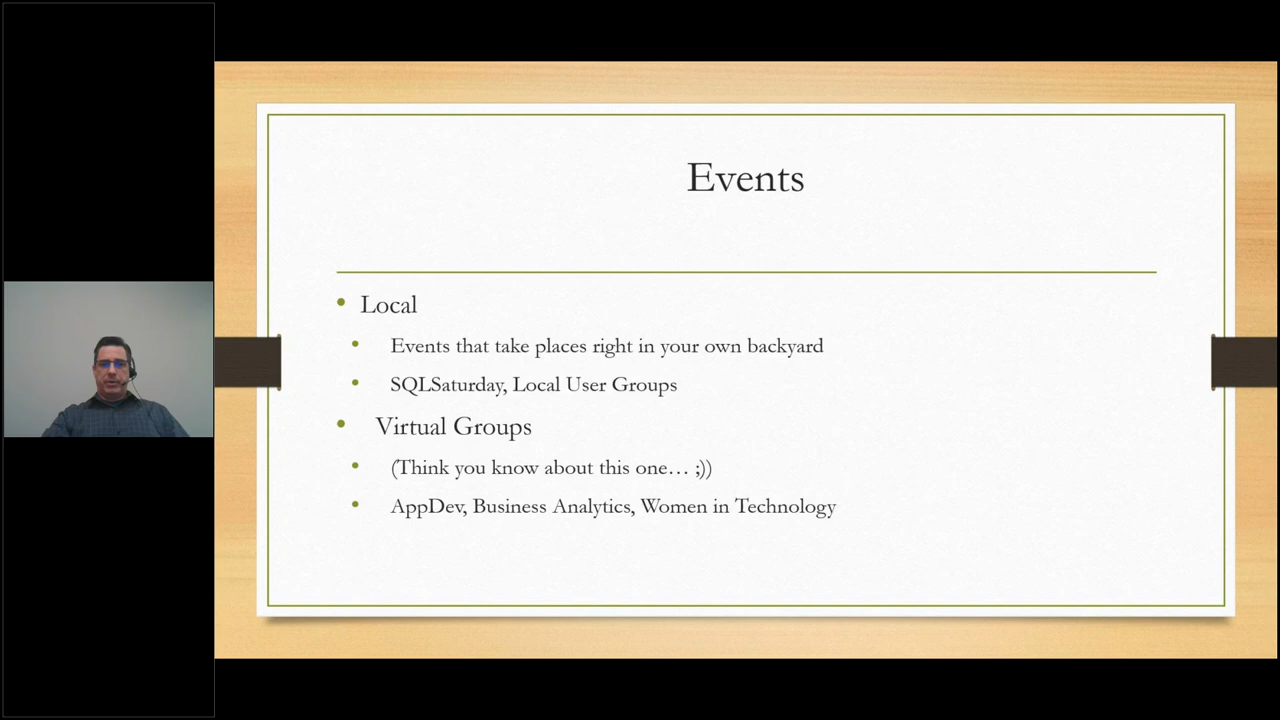 Events
Local
Events that take places right in your own backyard
SQLSaturday, Local User Groups
Virtual Groups
(Think you know about this one… ;))
AppDev, Business Analytics, Women in Technology